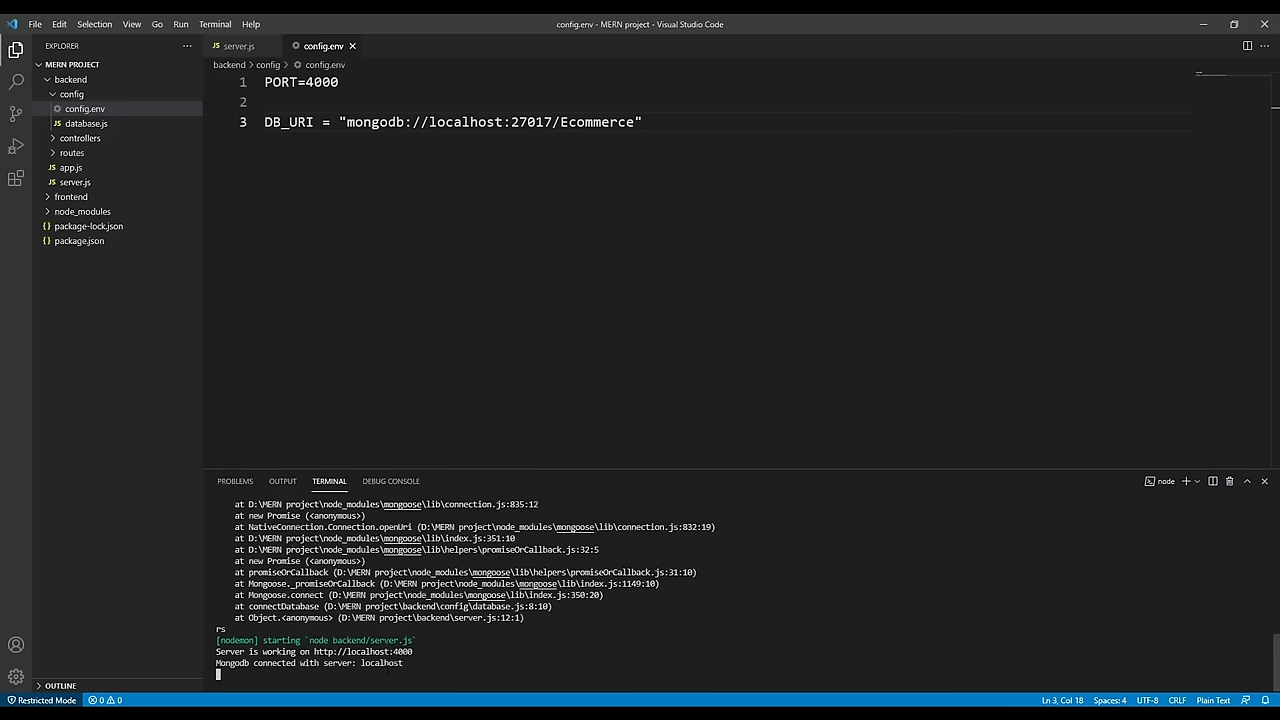 File Edit Selection View Go Run Terminal Help
config.env - MERN project - Visual Studio Code
EXPLORER
MERN PROJECT
backend
config
config.env
database.js
controllers
routes
JS app.js
JS server.js
frontend
node_modules
{} package-lock.json
{} package.json
OUTLINE
JS server.js
config.env
backend > config > config.env
1 PORT=4000
2
3 DB_URI = "mongodb://localhost:27017/Ecommerce"
PROBLEMS OUTPUT TERMINAL DEBUG CONSOLE
node
at D:\MERN project\node_modules\mongoose\lib\connection.js:835:12
at new Promise (<anonymous>)
at NativeConnection.Connection.openUri (D:\MERN project\node_modules\mongoose\lib\connection.js:832:19)
at D:\MERN project\node_modules\mongoose\lib\index.js:351:10
at D:\MERN project\node_modules\mongoose\lib\helpers\promiseOrCallback.js:32:5
at new Promise (<anonymous>)
at promiseOrCallback (D:\MERN project\node_modules\mongoose\lib\helpers\promiseOrCallback.js:31:10)
at Mongoose._promiseOrCallback (D:\MERN project\node_modules\mongoose\lib\index.js:1149:10)
at Mongoose.connect (D:\MERN project\node_modules\mongoose\lib\index.js:350:20)
at connectDatabase (D:\MERN project\backend\config\database.js:8:10)
at Object.<anonymous> (D:\MERN project\backend\server.js:12:1)
rs
[nodemon] starting `node backend/server.js`
Server is working on http://localhost:4000
Mongodb connected with server: localhost
Restricted Mode 0 0
Ln 3, Col 18 Spaces: 4 UTF-8 CRLF Plain Text